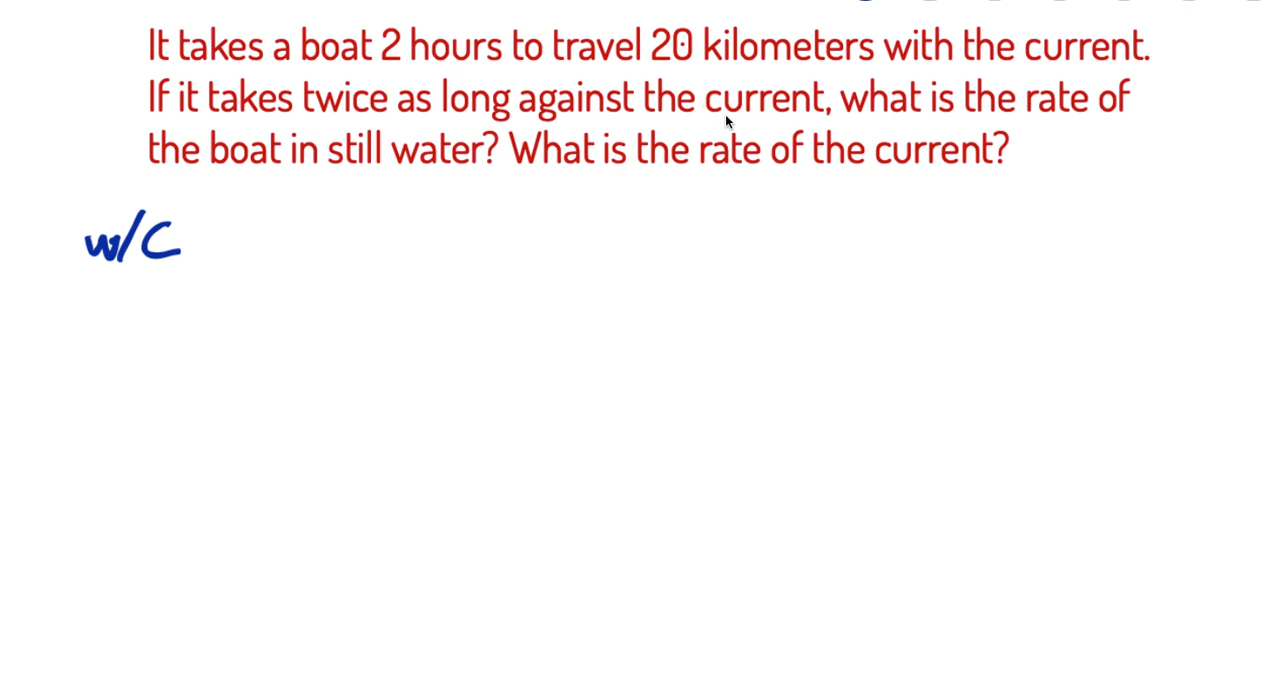 It takes a boat 2 hours to travel 20 kilometers with the current.
If it takes twice as long against the current, what is the rate of
the boat in still water? What is the rate of the current?
w/C